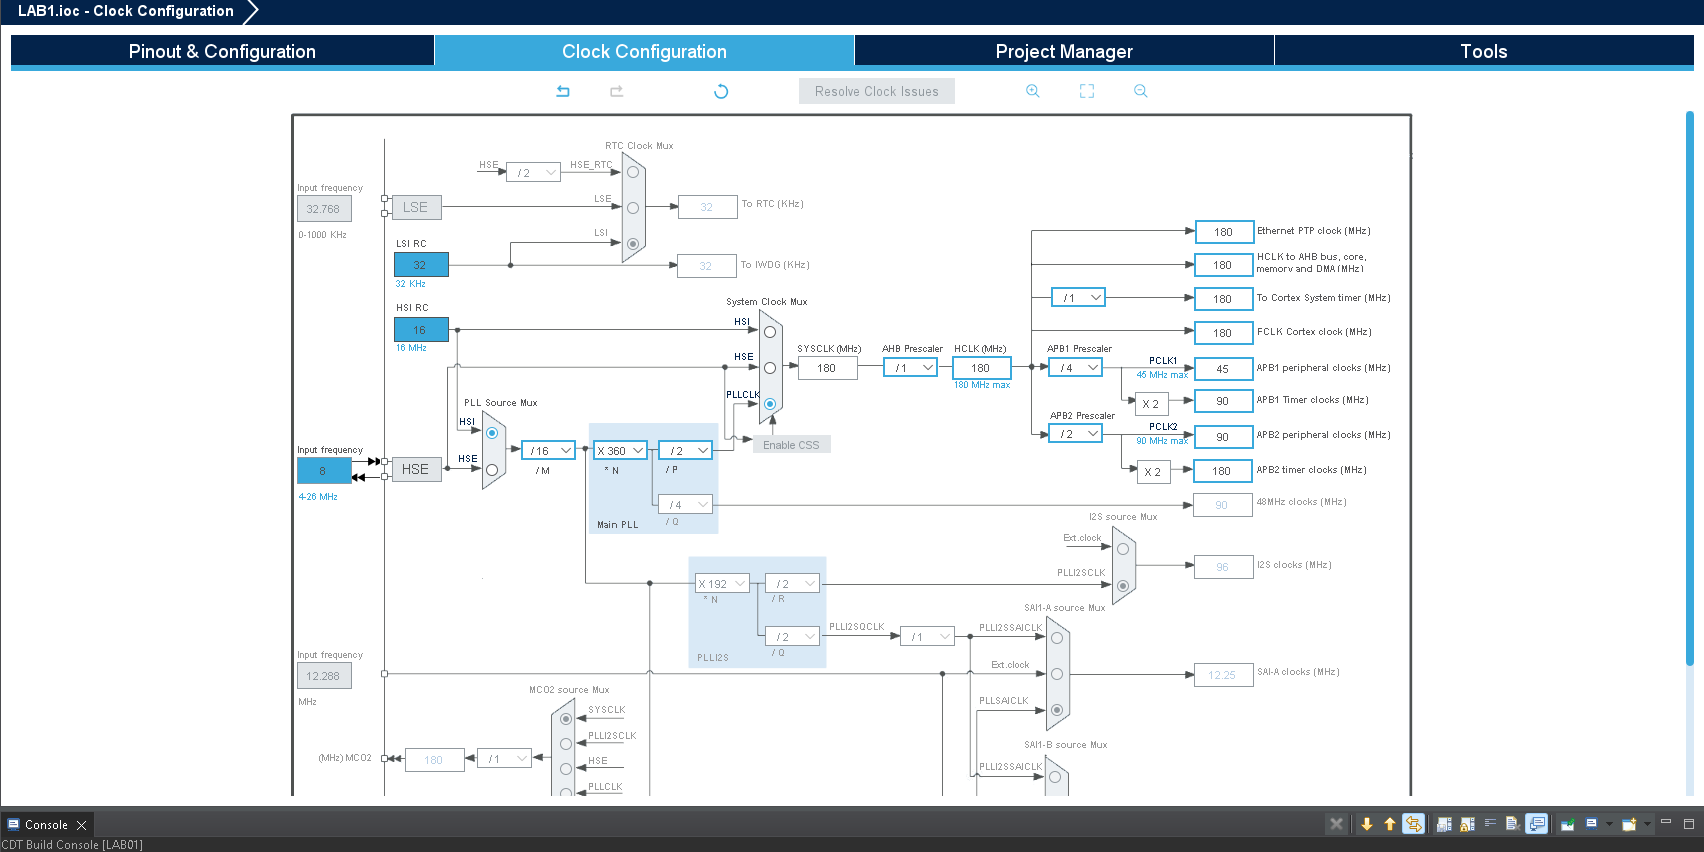 LAB1.ioc - Clock Configuration
Pinout & Configuration
Clock Configuration
Project Manager
Tools
Resolve Clock Issues
RTC Clock Mux
HSE
/ 2
HSE_RTC
Input frequency
32.768
0-1000 KHz
LSE
LSE
32
To RTC (KHz)
LSI
LSI RC
32
32 KHz
32
To IWDG (KHz)
180
Ethernet PTP clock (MHz)
180
HCLK to AHB bus, core,
memory and DMA (MHz)
/ 1
180
To Cortex System timer (MHz)
180
FCLK Cortex clock (MHz)
HSI RC
16
16 MHz
System Clock Mux
HSI
HSE
PLLCLK
Enable CSS
SYSCLK (MHz)
180
AHB Prescaler
/ 1
HCLK (MHz)
180
180 MHz max
APB1 Prescaler
/ 4
PCLK1
45 MHz max
45
APB1 peripheral clocks (MHz)
X 2
90
APB1 Timer clocks (MHz)
APB2 Prescaler
/ 2
PCLK2
90 MHz max
90
APB2 peripheral clocks (MHz)
X 2
180
APB2 timer clocks (MHz)
PLL Source Mux
HSI
HSE
Input frequency
8
4-26 MHz
HSE
/ 16
/ M
X 360
* N
/ 2
/ P
/ 4
/ Q
Main PLL
90
48MHz clocks (MHz)
I2S source Mux
Ext.clock
PLLI2SCLK
96
I2S clocks (MHz)
X 192
* N
/ 2
/ R
/ 2
/ Q
PLLI2S
PLLI2SQCLK
/ 1
SAI1-A source Mux
PLLI2SSAICLK
Ext.clock
PLLSAICLK
12.25
SAI-A clocks (MHz)
Input frequency
12.288
MHz
MCO2 source Mux
SYSCLK
PLLI2SCLK
HSE
PLLCLK
(MHz) MCO2
180
/ 1
SAI1-B source Mux
PLLI2SSAICLK
Console
CDT Build Console [LAB01]